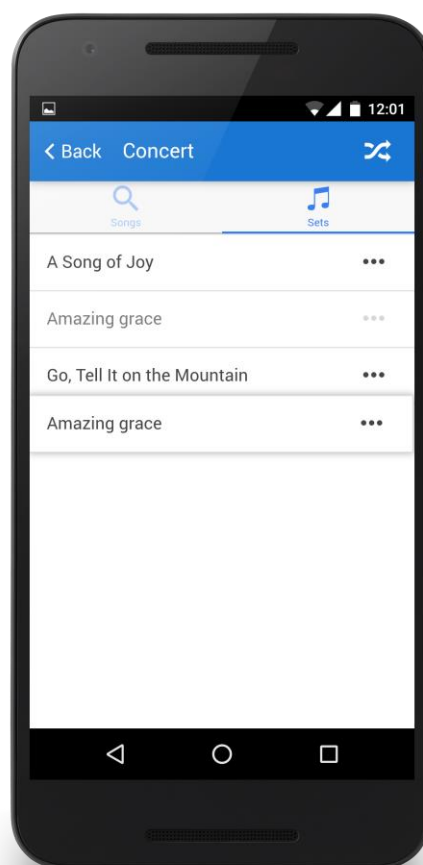 12:01
Back Concert
Songs
Sets
A Song of Joy
Amazing grace
Go, Tell It on the Mountain
Amazing grace